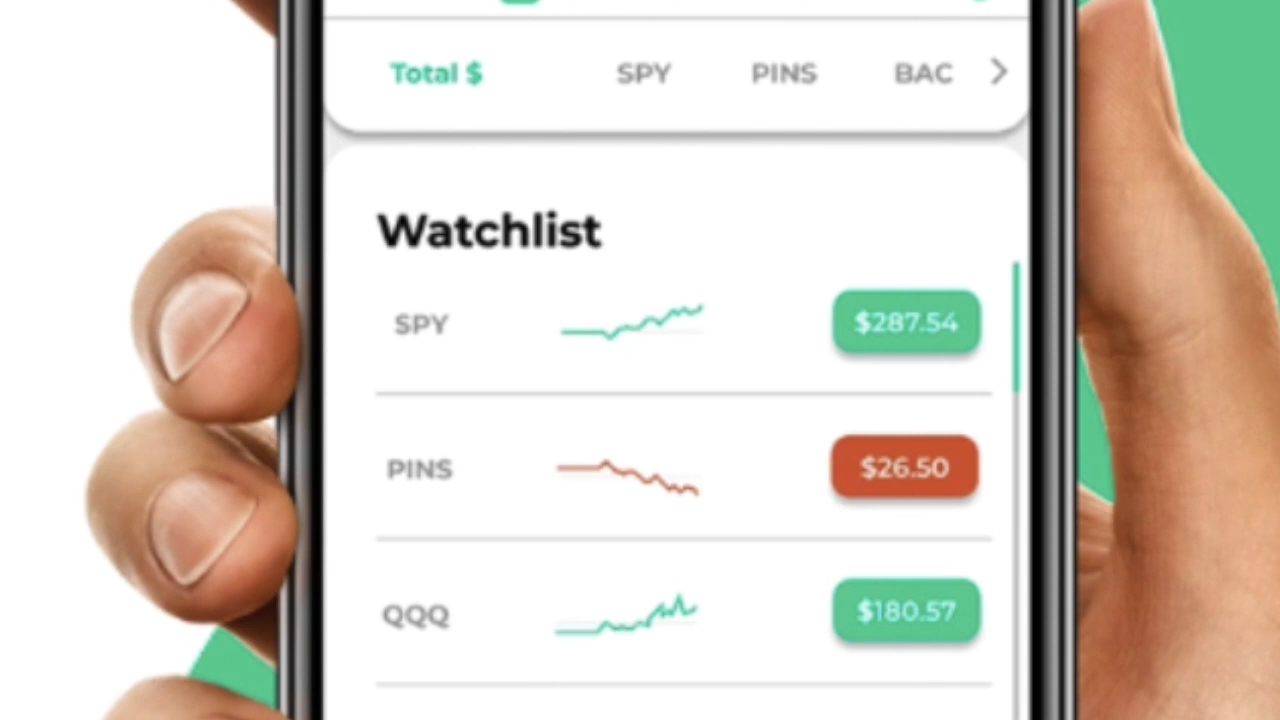 Total $ SPY PINS BAC
Watchlist
SPY $287.54
PINS $26.50
QQQ $180.57